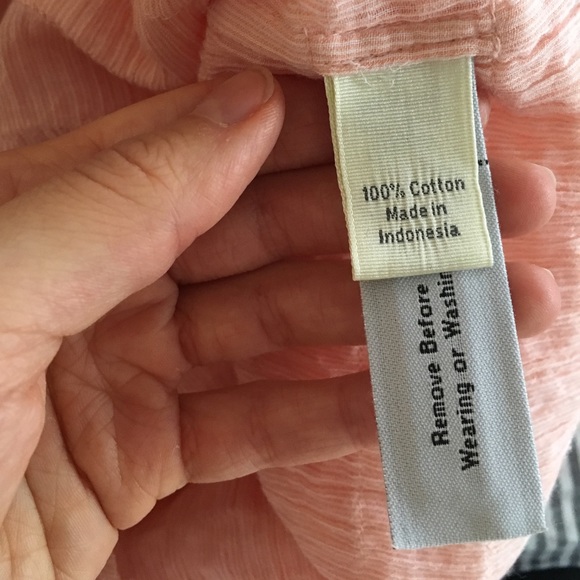 100% Cotton
Made in
Indonesia
Remove Before
Wearing or Washin